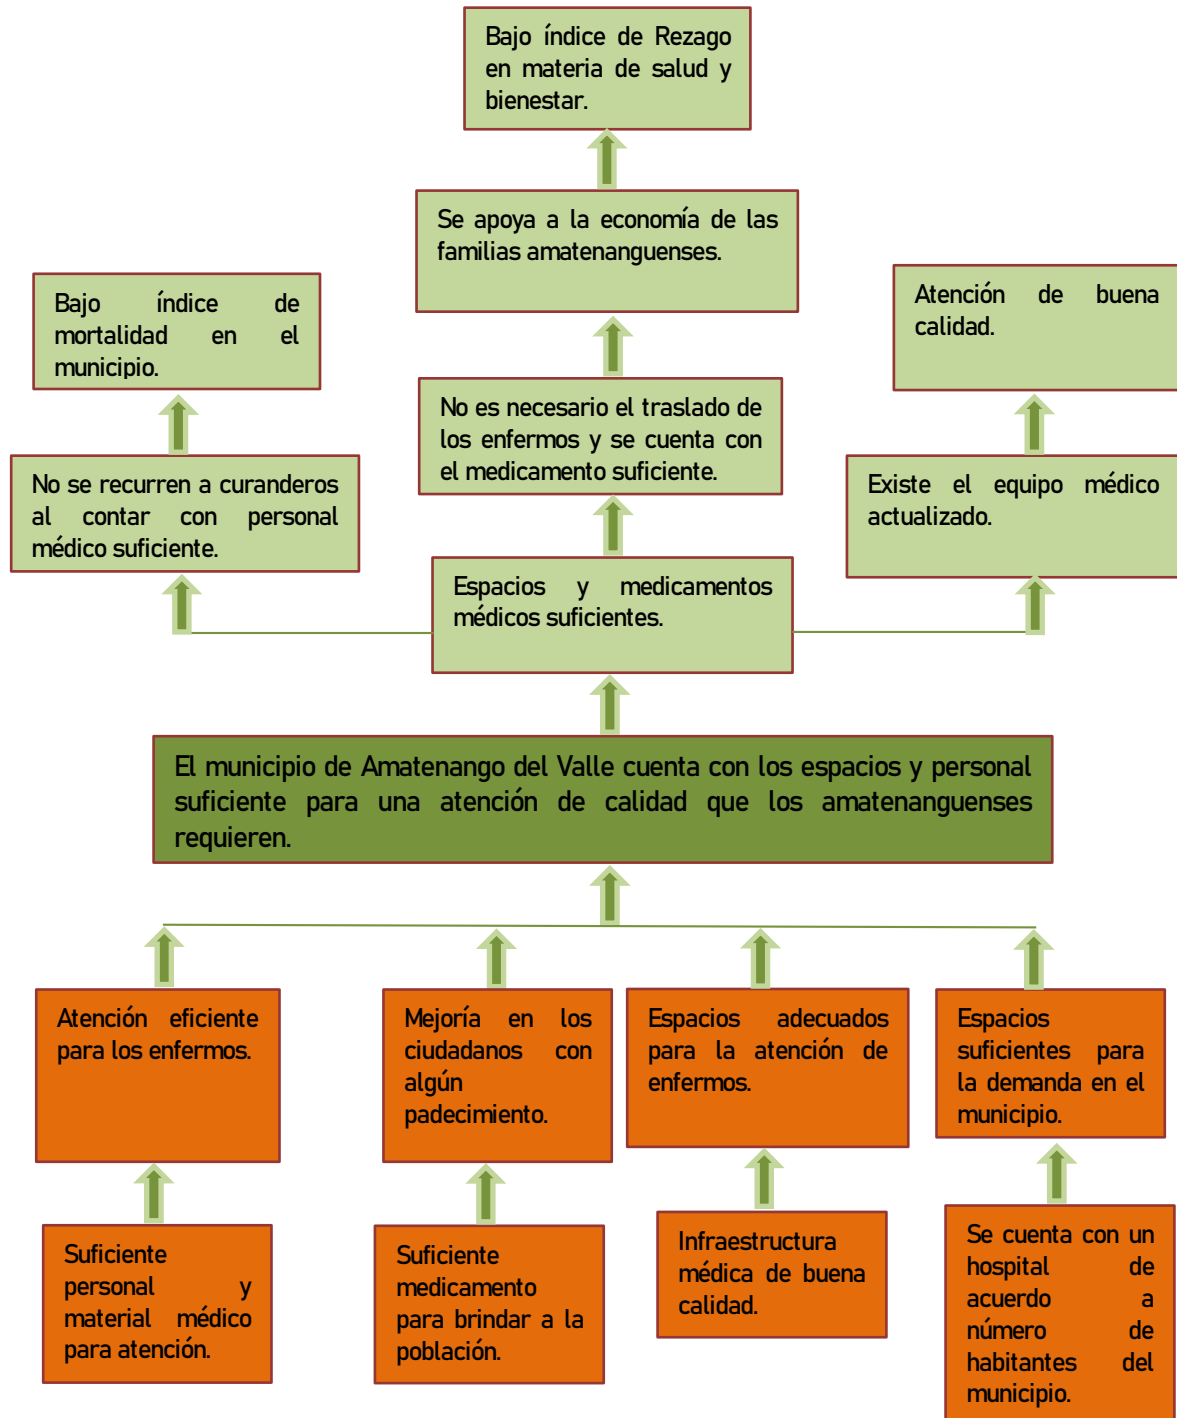 Bajo índice de Rezago
en materia de salud y
bienestar.
Se apoya a la economía de las
familias amatenanguenses.
Bajo índice de
mortalidad en el
municipio.
Atención de buena
calidad.
No es necesario el traslado de
los enfermos y se cuenta con
el medicamento suficiente.
No se recurren a curanderos
al contar con personal
médico suficiente.
Existe el equipo médico
actualizado.
Espacios y medicamentos
médicos suficientes.
El municipio de Amatenango del Valle cuenta con los espacios y personal
suficiente para una atención de calidad que los amatenanguenses
requieren.
Atención eficiente
para los enfermos.
Mejoría en los
ciudadanos con
algún
padecimiento.
Espacios adecuados
para la atención de
enfermos.
Espacios
suficientes para
la demanda en el
municipio.
Suficiente
personal y
material médico
para atención.
Suficiente
medicamento
para brindar a la
población.
Infraestructura
médica de buena
calidad.
Se cuenta con un
hospital de
acuerdo a
número de
habitantes del
municipio.